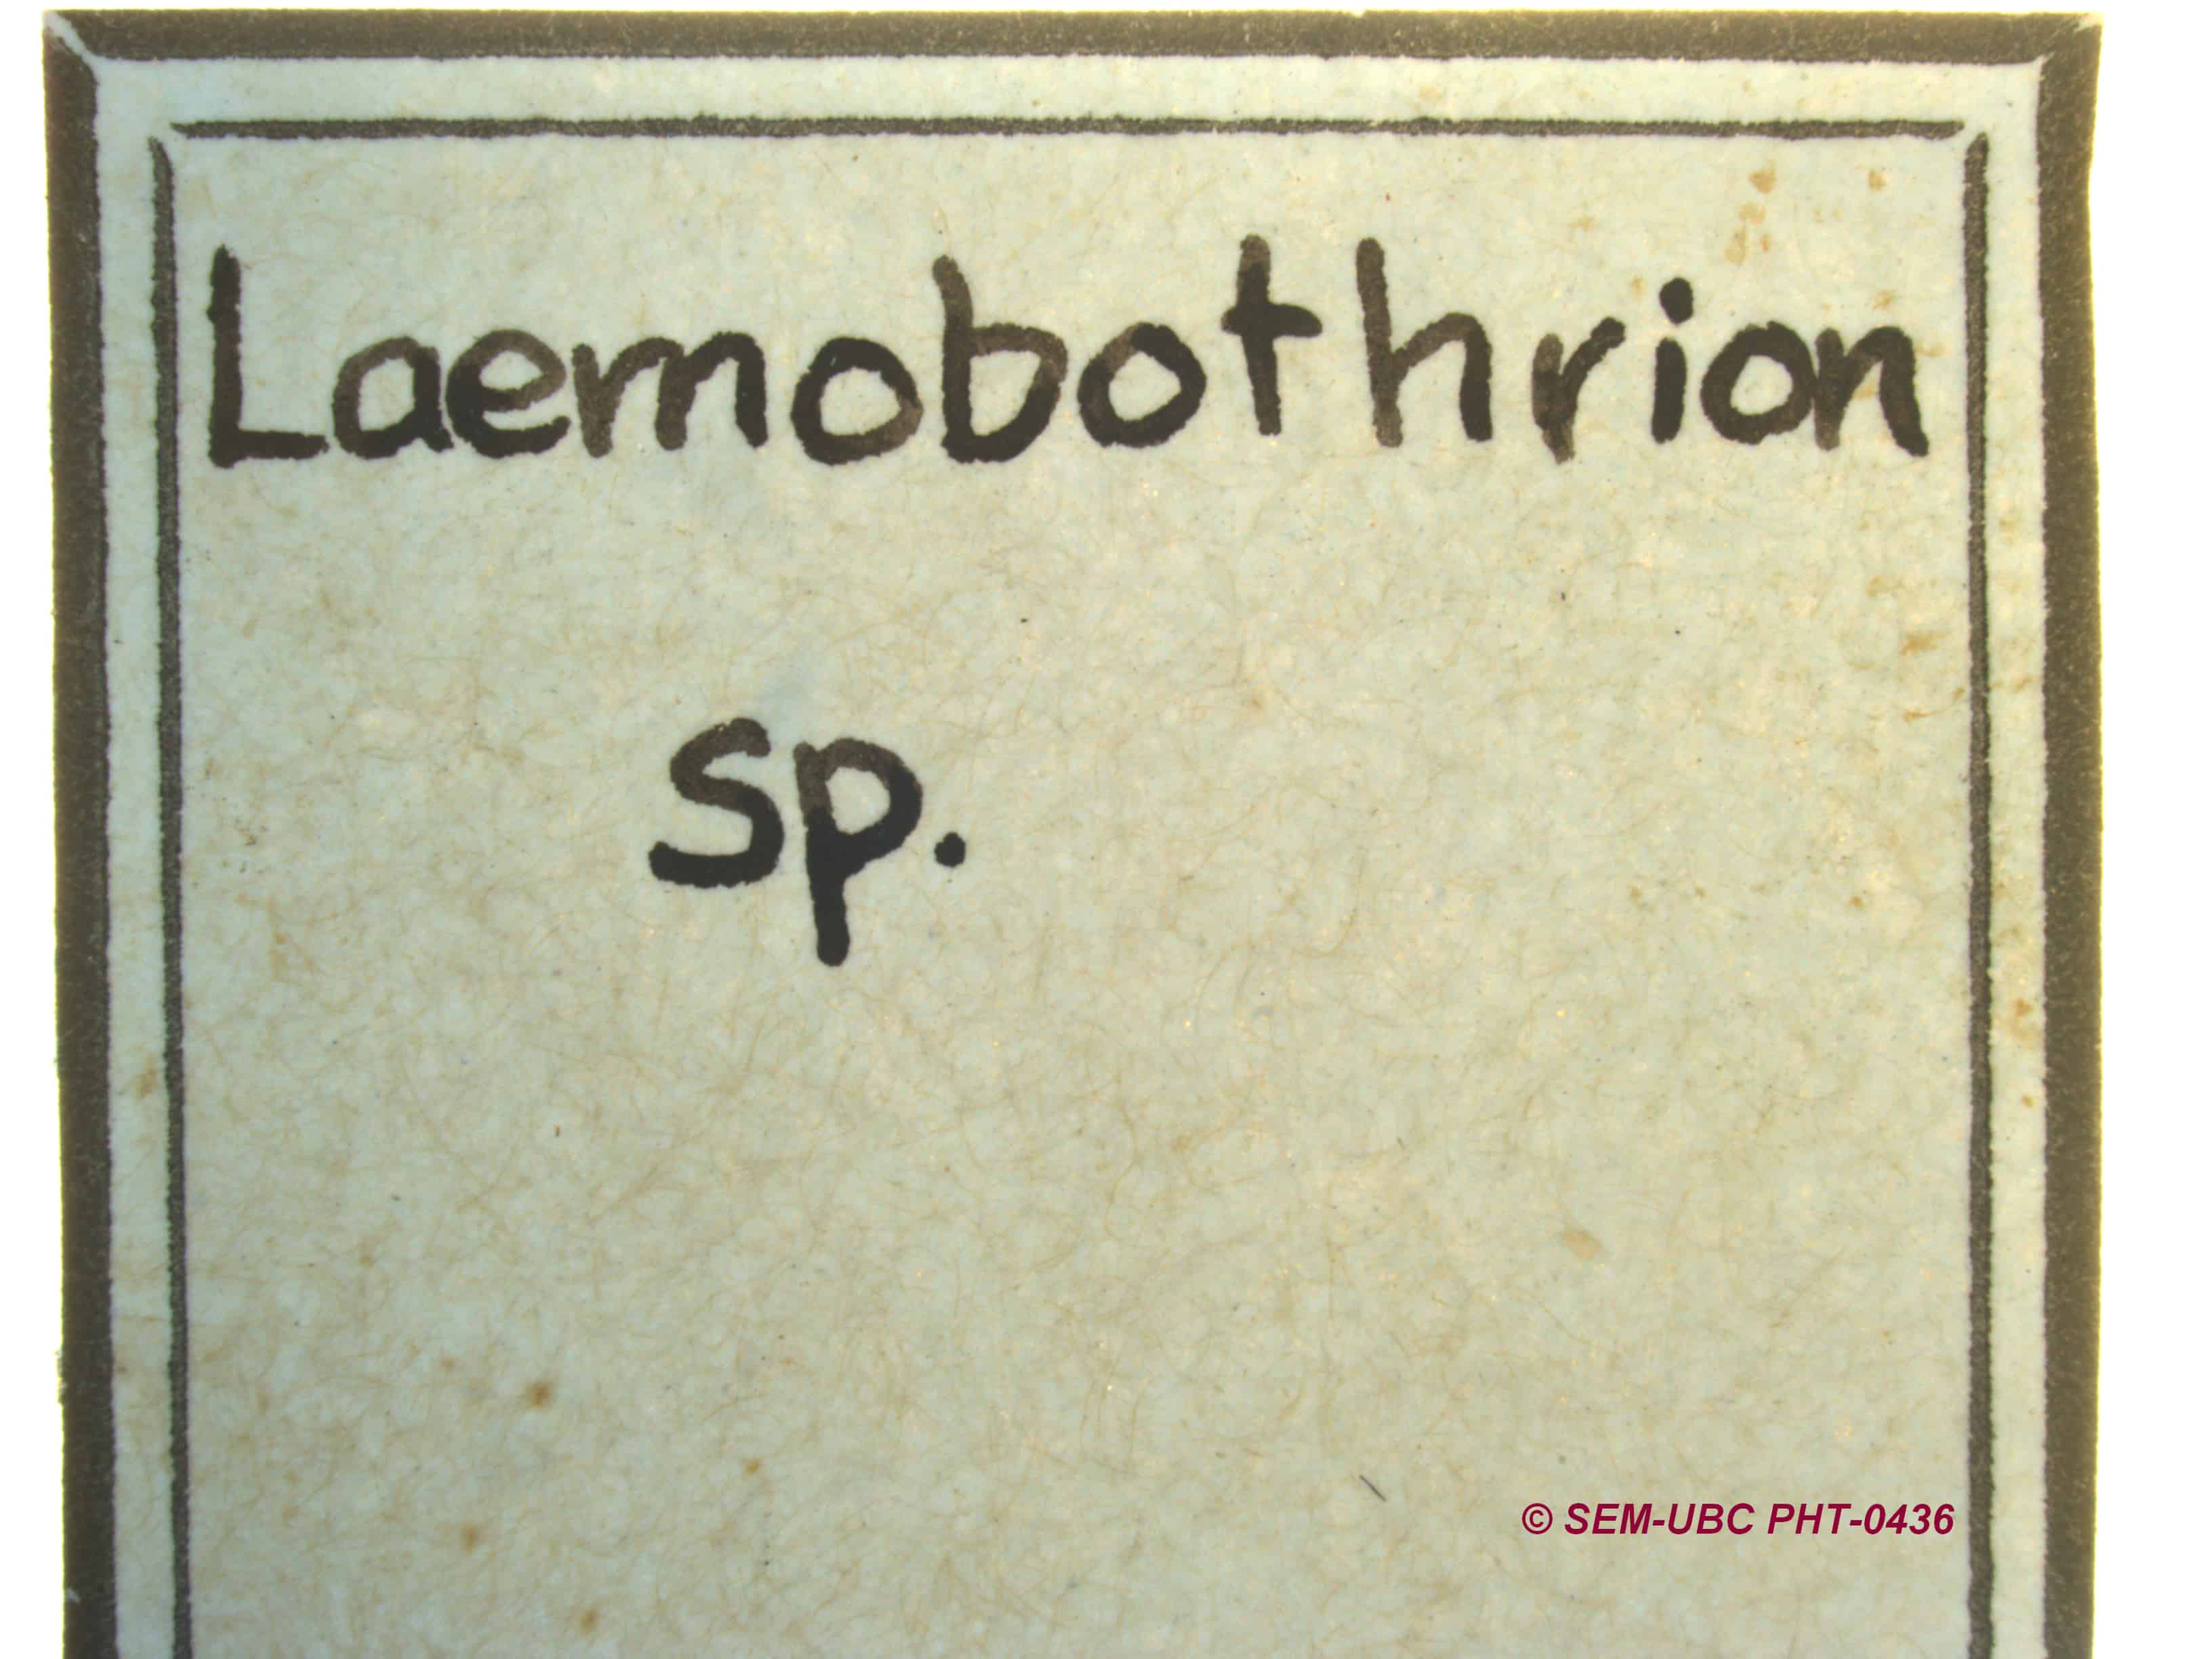 Laemobothrion
sp.
© SEM-UBC PHT-0436